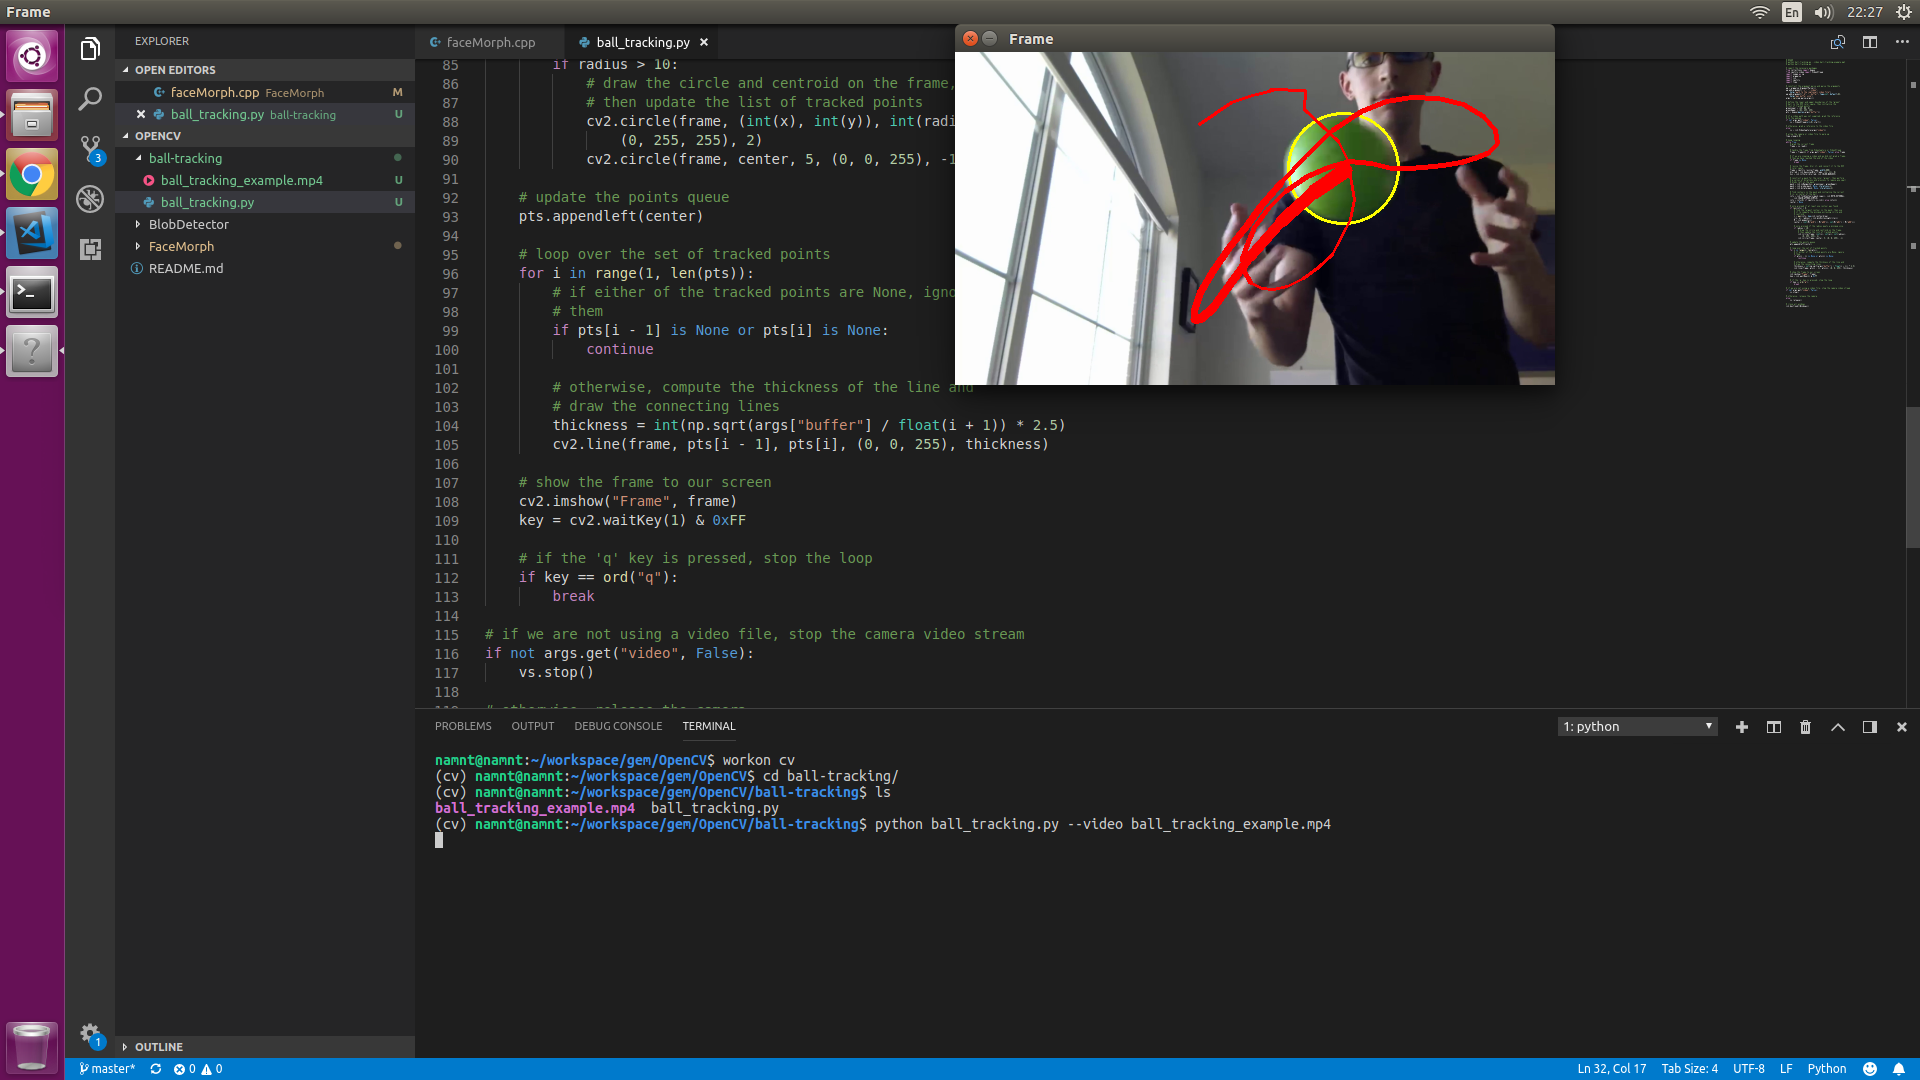 Frame
En
22:27
EXPLORER
OPEN EDITORS
faceMorph.cpp FaceMorph M
ball_tracking.py ball-tracking U
OPENCV
ball-tracking
ball_tracking_example.mp4 U
ball_tracking.py U
BlobDetector
FaceMorph
README.md
3
1
OUTLINE
faceMorph.cpp
ball_tracking.py
Frame
85 if radius > 10:
86 # draw the circle and centroid on the frame,
87 # then update the list of tracked points
88 cv2.circle(frame, (int(x), int(y)), int(radi
89 (0, 255, 255), 2)
90 cv2.circle(frame, center, 5, (0, 0, 255), -1
91
92 # update the points queue
93 pts.appendleft(center)
94
95 # loop over the set of tracked points
96 for i in range(1, len(pts)):
97 # if either of the tracked points are None, igno
98 # them
99 if pts[i - 1] is None or pts[i] is None:
100 continue
101
102 # otherwise, compute the thickness of the line and
103 # draw the connecting lines
104 thickness = int(np.sqrt(args["buffer"] / float(i + 1)) * 2.5)
105 cv2.line(frame, pts[i - 1], pts[i], (0, 0, 255), thickness)
106
107 # show the frame to our screen
108 cv2.imshow("Frame", frame)
109 key = cv2.waitKey(1) & 0xFF
110
111 # if the 'q' key is pressed, stop the loop
112 if key == ord("q"):
113 break
114
115 # if we are not using a video file, stop the camera video stream
116 if not args.get("video", False):
117 vs.stop()
118
PROBLEMS OUTPUT DEBUG CONSOLE TERMINAL
1: python
namnt@namnt:~/workspace/gem/OpenCV$ workon cv
(cv) namnt@namnt:~/workspace/gem/OpenCV$ cd ball-tracking/
(cv) namnt@namnt:~/workspace/gem/OpenCV/ball-tracking$ ls
ball_tracking_example.mp4 ball_tracking.py
(cv) namnt@namnt:~/workspace/gem/OpenCV/ball-tracking$ python ball_tracking.py --video ball_tracking_example.mp4
master* 0 0
Ln 32, Col 17 Tab Size: 4 UTF-8 LF Python